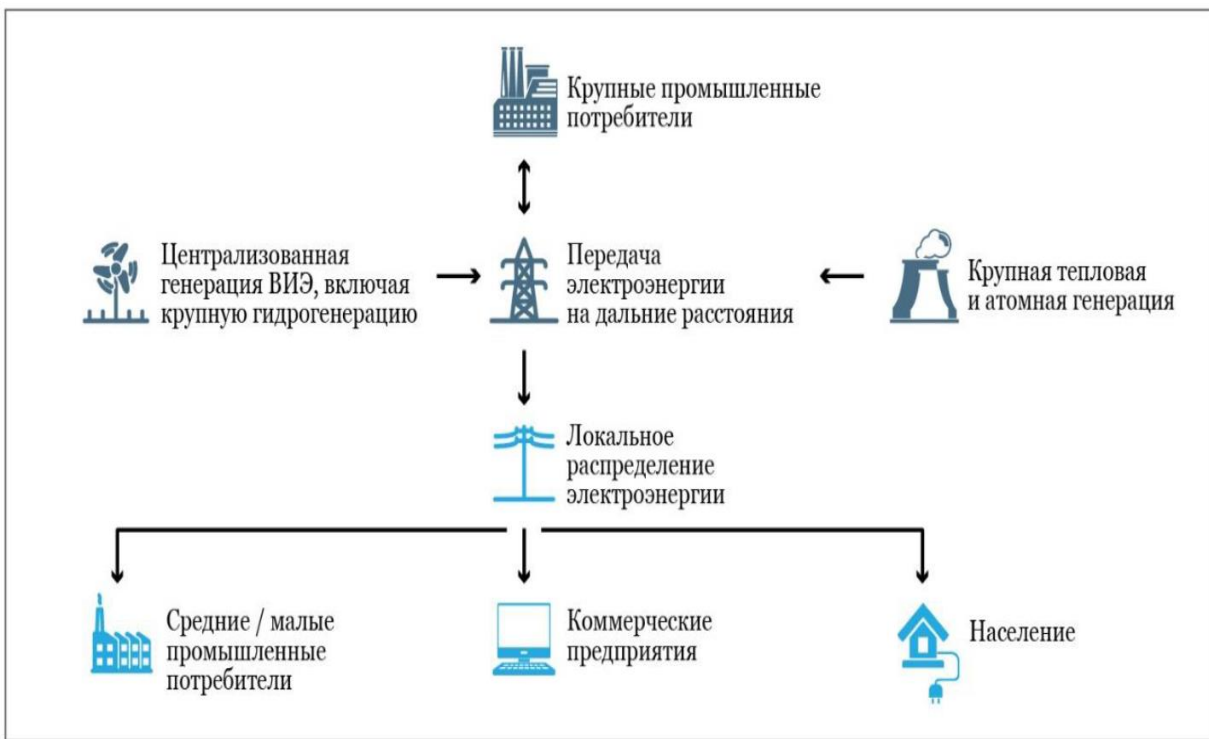 Крупные промышленные
потребители
Централизованная
генерация ВИЭ, включая
крупную гидрогенерацию
Передача
электроэнергии
на дальние расстояния
Крупная тепловая
и атомная генерация
Локальное
распределение
электроэнергии
Средние / малые
промышленные
потребители
Коммерческие
предприятия
Население